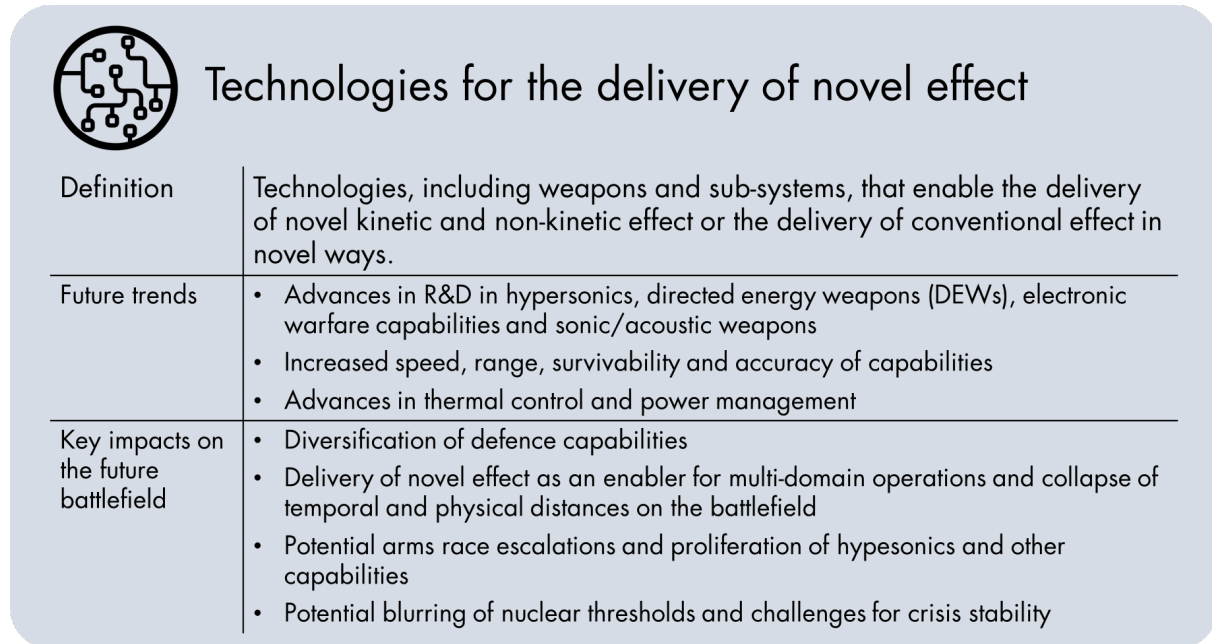 Technologies for the delivery of novel effect
Definition
Technologies, including weapons and sub-systems, that enable the delivery
of novel kinetic and non-kinetic effect or the delivery of conventional effect in
novel ways.
Future trends
• Advances in R&D in hypersonics, directed energy weapons (DEWs), electronic
warfare capabilities and sonic/acoustic weapons
• Increased speed, range, survivability and accuracy of capabilities
• Advances in thermal control and power management
Key impacts on
the future
battlefield
• Diversification of defence capabilities
• Delivery of novel effect as an enabler for multi-domain operations and collapse of
temporal and physical distances on the battlefield
• Potential arms race escalations and proliferation of hypesonics and other
capabilities
• Potential blurring of nuclear thresholds and challenges for crisis stability